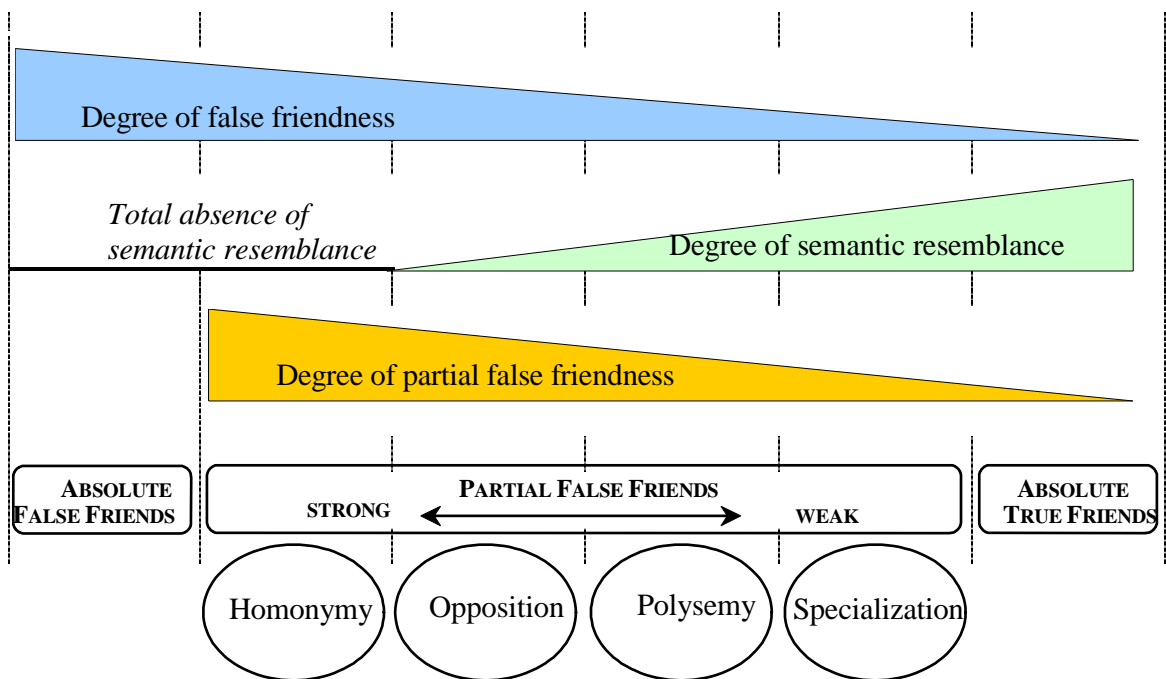 Degree of false friendness
Total absence of
semantic resemblance
Degree of semantic resemblance
Degree of partial false friendness
ABSOLUTE
FALSE FRIENDS
PARTIAL FALSE FRIENDS
STRONG
WEAK
ABSOLUTE
TRUE FRIENDS
Homonymy
Opposition
Polysemy
Specialization